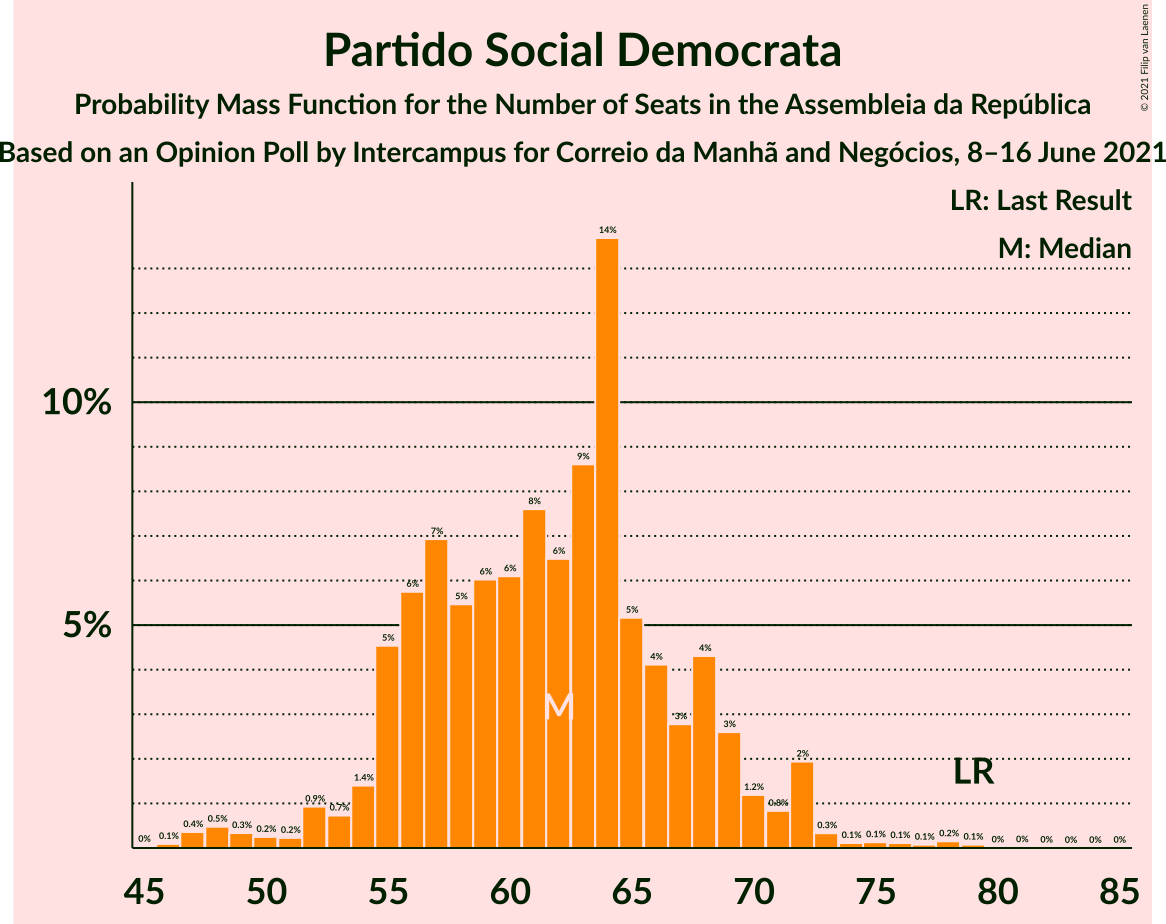 Partido Social Democrata
Probability Mass Function for the Number of Seats in the Assembleia da República
Based on an Opinion Poll by Intercampus for Correio da Manhã and Negócios, 8–16 June 2021
© 2021 Filip van Laenen
LR: Last Result
M: Median
10%
5%
0% 0.1% 0.4% 0.5% 0.3% 0.2% 0.2% 0.9% 0.7% 1.4% 5% 6% 7% 5% 6% 6% 8% 6% 9% 14% 5% 4% 3% 4% 3% 1.2% 0.8% 2% 0.3% 0.1% 0.1% 0.1% 0.1% 0.2% 0.1% 0% 0% 0% 0% 0% 0%
M
LR
45 50 55 60 65 70 75 80 85